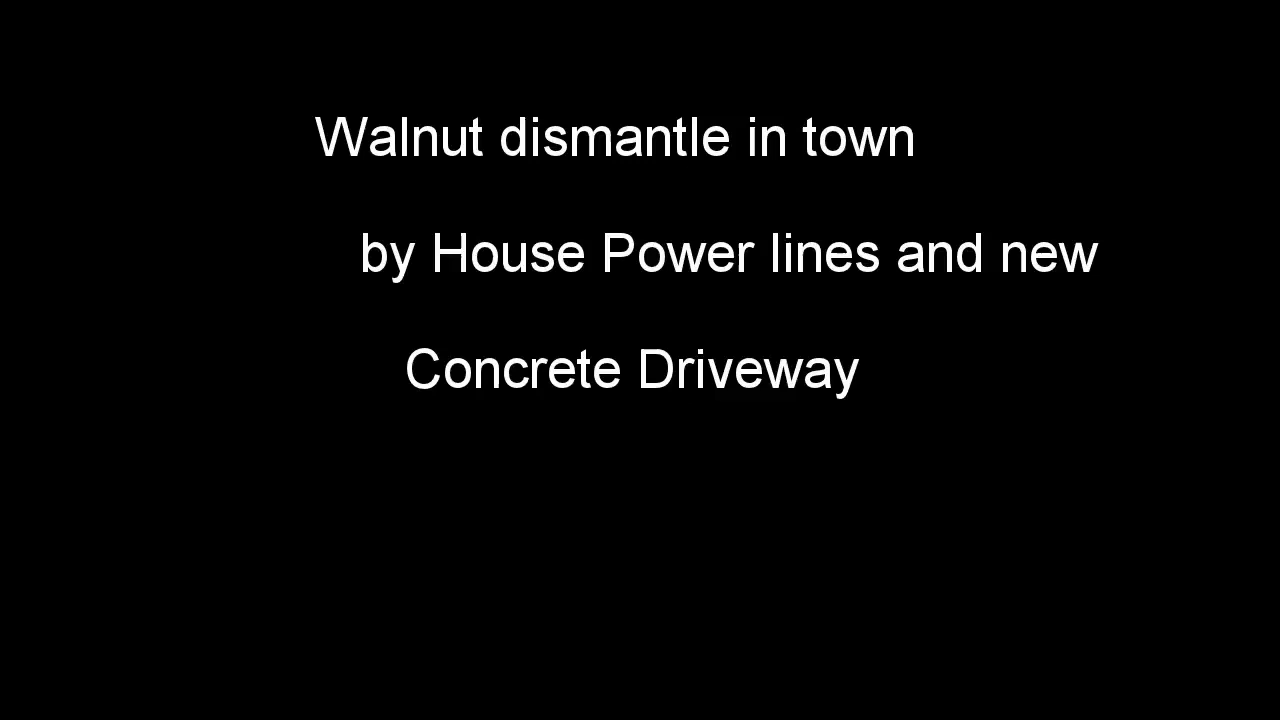 Walnut dismantle in town
by House Power lines and new
Concrete Driveway